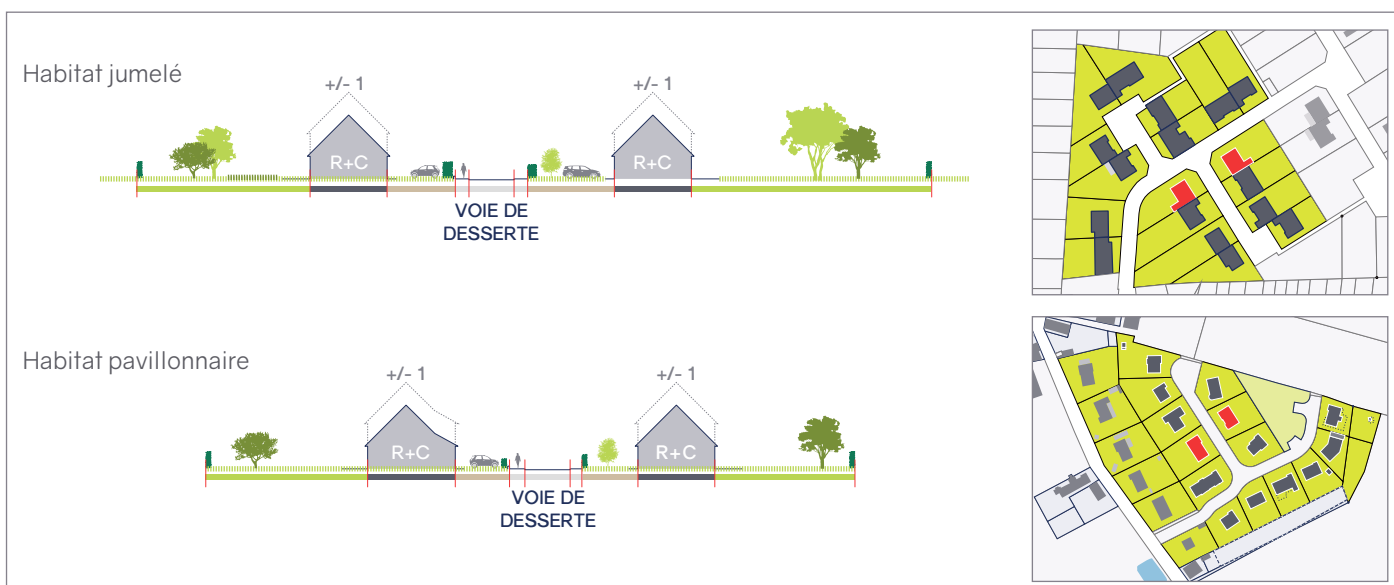 Habitat jumelé
+/- 1
+/- 1
R+C
R+C
VOIE DE
DESSERTE
Habitat pavillonnaire
+/- 1
+/- 1
R+C
R+C
VOIE DE
DESSERTE